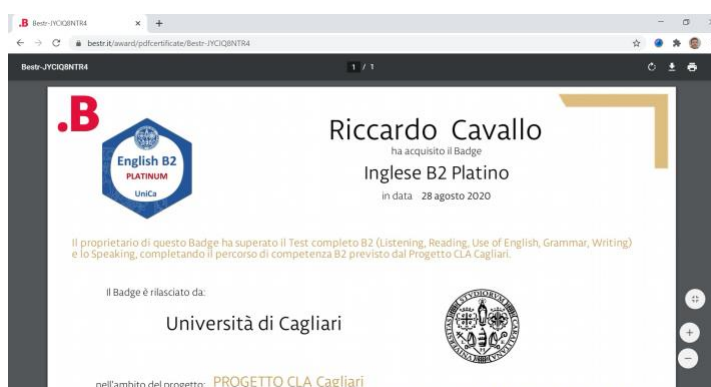 .B Bestr-JYCIQ8NTR4
bestr.it/award/pdfcertificate/Bestr-JYCIQ8NTR4
Bestr-JYCIQ8NTR4
1 / 1
.B
English B2
PLATINUM
UniCa
Riccardo Cavallo
ha acquisito il Badge
Inglese B2 Platino
in data 28 agosto 2020
Il proprietario di questo Badge ha superato il Test completo B2 (Listening, Reading, Use of English, Grammar, Writing)
e lo Speaking, completando il percorso di competenza B2 previsto dal Progetto CLA Cagliari.
Il Badge è rilasciato da:
Università di Cagliari
nell'ambito del progetto: PROGETTO CLA Cagliari